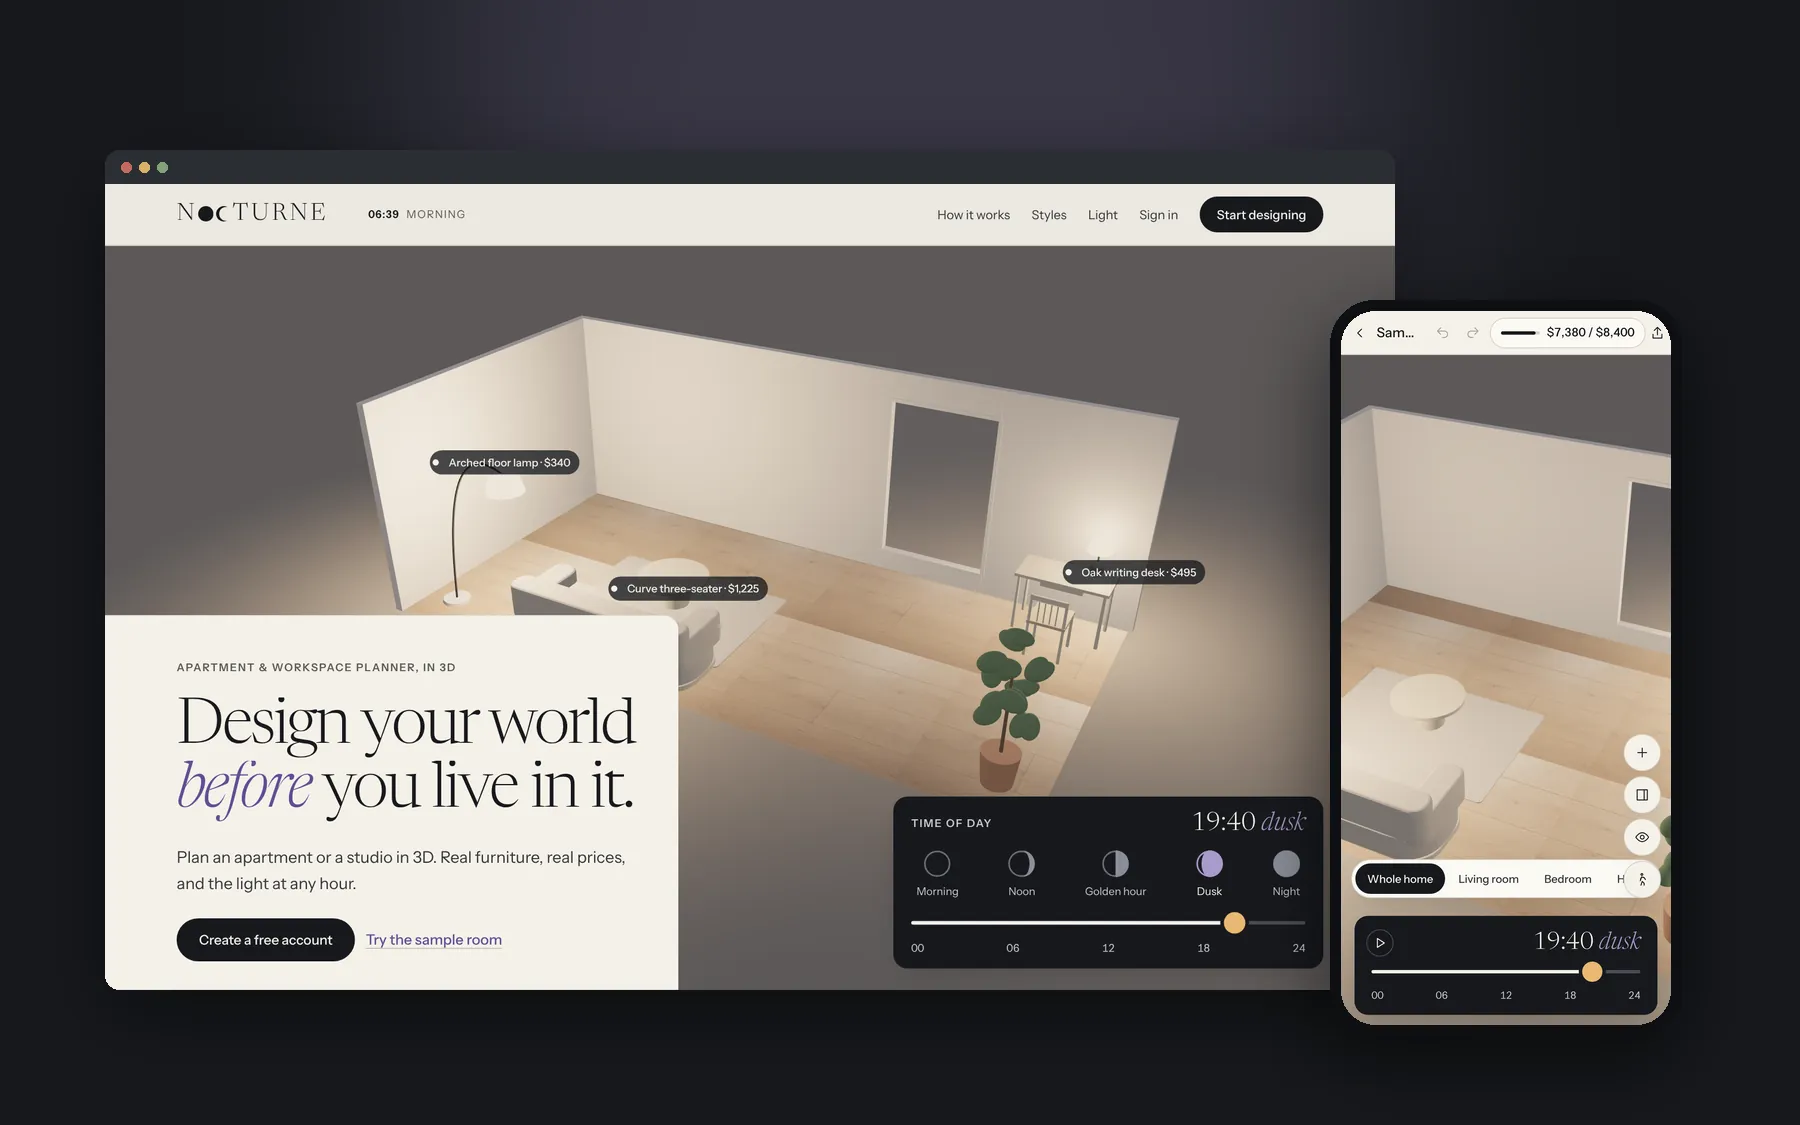 NOCTURNE
06:39 MORNING
How it works
Styles
Light
Sign in
Start designing
Arched floor lamp · $340
Curve three-seater · $1,225
Oak writing desk · $495
APARTMENT & WORKSPACE PLANNER, IN 3D
Design your world
before you live in it.
Plan an apartment or a studio in 3D. Real furniture, real prices,
and the light at any hour.
Create a free account
Try the sample room
TIME OF DAY
19:40 dusk
Morning
Noon
Golden hour
Dusk
Night
00 06 12 18 24
Sam...
$7,380 / $8,400
Whole home
Living room
Bedroom
H
19:40 dusk
00 06 12 18 24